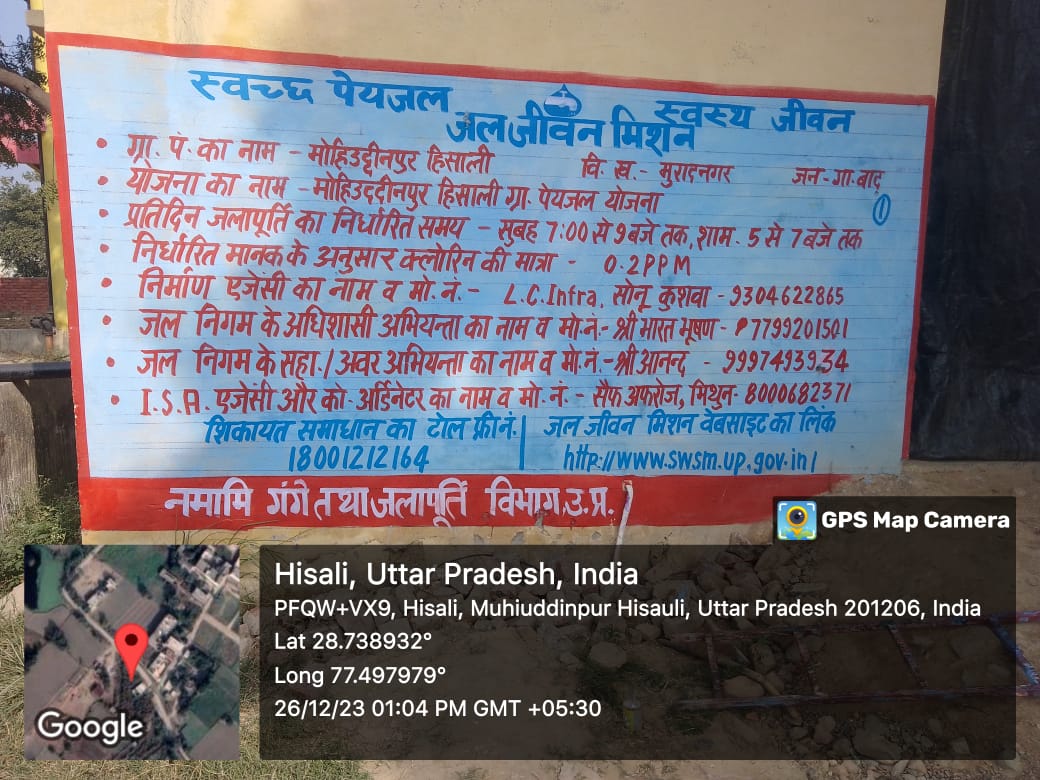 स्वच्छ पेयजल स्वस्थ जीवन
जल जीवन मिशन
• ग्रा. पं. का नाम - मोहिउद्दीनपुर हिसाली वि. ख. - मुरादनगर जन-गा.बाद
• योजना का नाम - मोहिउद्दीनपुर हिसाली ग्रा. पेयजल योजना
①
• प्रतिदिन जलापूर्ति का निर्धारित समय - सुबह 7:00 से 9 बजे तक, शाम. 5 से 7 बजे तक
• निर्धारित मानक के अनुसार क्लोरिन की मात्रा - 0.2PPM
• निर्माण एजेंसी का नाम व मो.नं.- L.C.Infra, सोनू कुशवा - 9304622865
• जल निगम के अधिशासी अभियन्ता का नाम व मो.नं.- श्री भारत भूषण - 7799201501
• जल निगम के सहा./अवर अभियन्ता का नाम व मो.नं.- श्री आनन्द - 9997493934
• I.S.A. एजेंसी और को-अर्डिनेटर का नाम व मो. नं. - सैफ अफरोज, मिथुन- 8000682371
शिकायत समाधान का टोल फ्री नं.
18001212164
जल जीवन मिशन वेबसाइट का लिंक
http://www.swsm.up.gov.in/
नमामि गंगे तथा जलापूर्ति विभाग.उ.प्र.
GPS Map Camera
Hisali, Uttar Pradesh, India
PFQW+VX9, Hisali, Muhiuddinpur Hisauli, Uttar Pradesh 201206, India
Lat 28.738932°
Long 77.497979°
26/12/23 01:04 PM GMT +05:30
Google